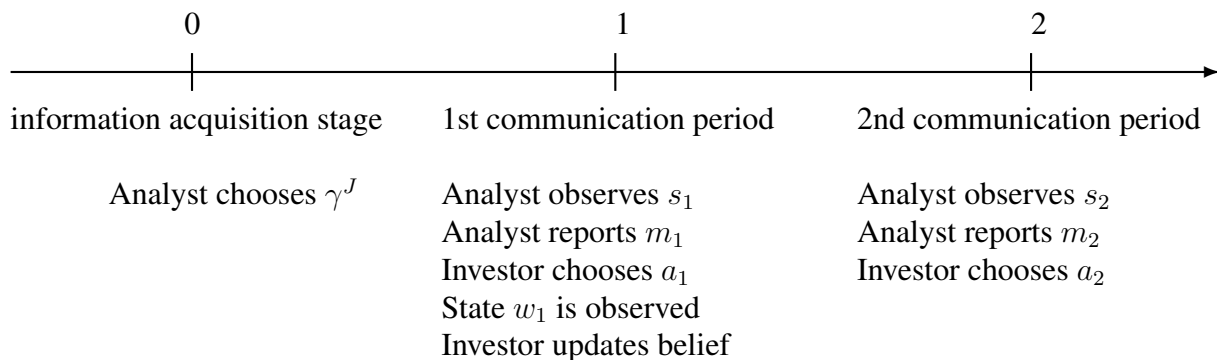 0 1 2
information acquisition stage 1st communication period 2nd communication period
Analyst chooses γ^J Analyst observes s_1 Analyst observes s_2
Analyst reports m_1 Analyst reports m_2
Investor chooses a_1 Investor chooses a_2
State w_1 is observed
Investor updates belief